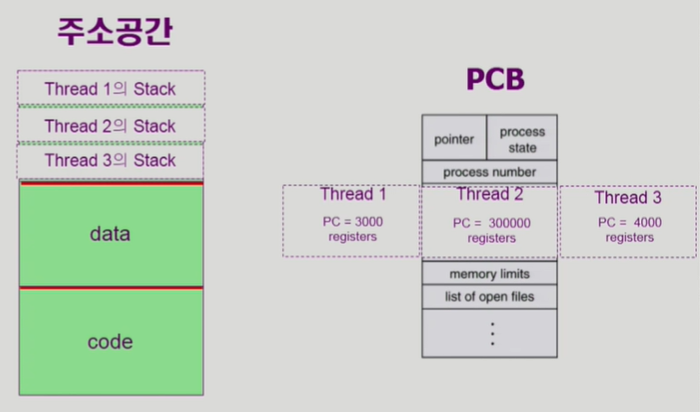 주소공간
Thread 1의 Stack
Thread 2의 Stack
Thread 3의 Stack
data
code
PCB
pointer
process
state
process number
Thread 1
PC = 3000
registers
Thread 2
PC = 300000
registers
Thread 3
PC = 4000
registers
memory limits
list of open files